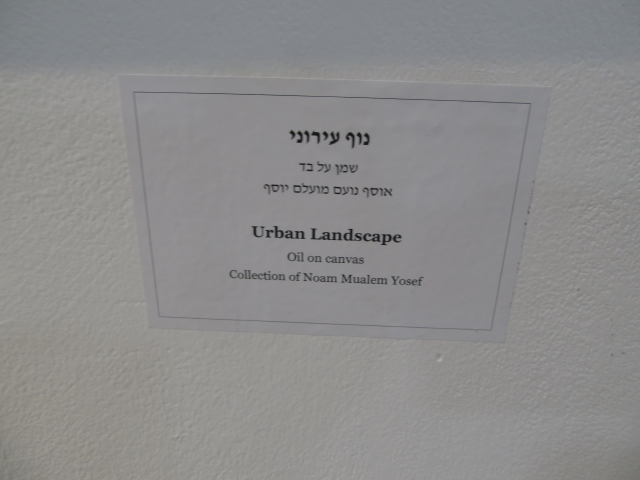 נוף עירוני
שמן על בד
אוסף נועם מועלם יוסף
Urban Landscape
Oil on canvas
Collection of Noam Mualem Yosef